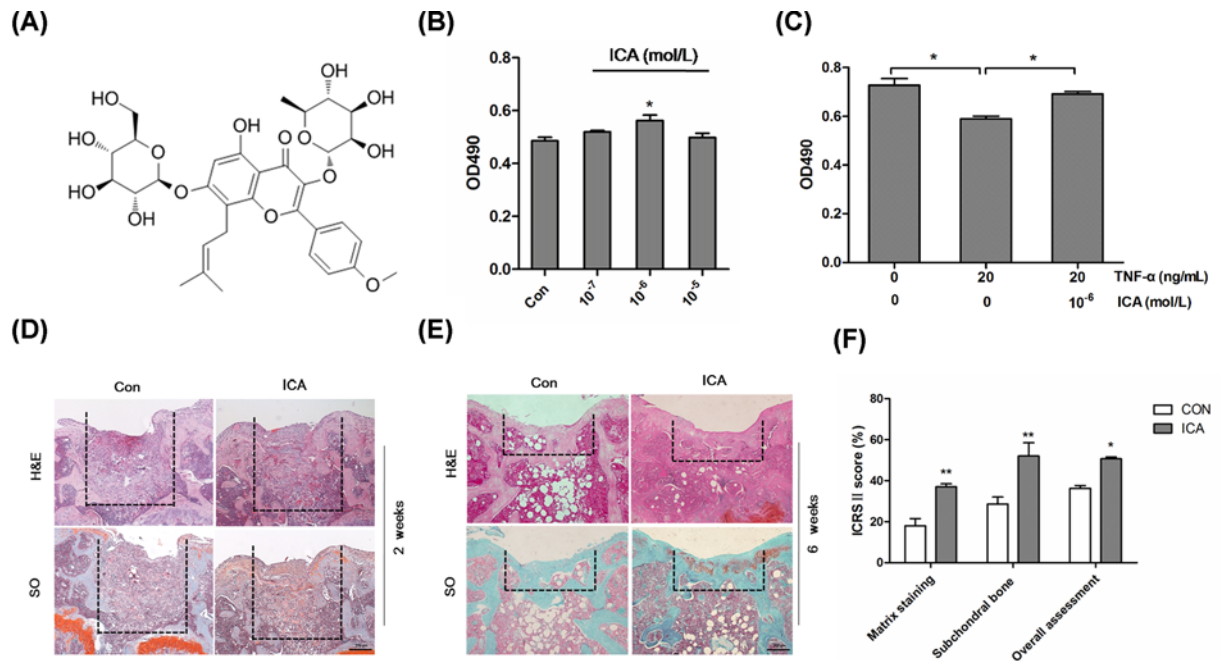 (A)
HO
OH
HO
O
HO
OH
O
OH
O
O
O
O
OH
OH
OH
O
(B)
ICA (mol/L)
*
OD490
0.8
0.6
0.4
0.2
0.0
Con
10⁻⁷
10⁻⁶
10⁻⁵
(C)
* *
OD490
0.8
0.6
0.4
0.2
0.0
0 20 20 TNF-α (ng/mL)
0 0 10⁻⁶ ICA (mol/L)
(D)
Con ICA
H&E
SO
2 weeks
(E)
Con ICA
H&E
SO
6 weeks
(F)
CON
ICA
ICRS II score (%)
80
60
40
20
0
**
**
*
Matrix staining
Subchondral bone
Overall assessment